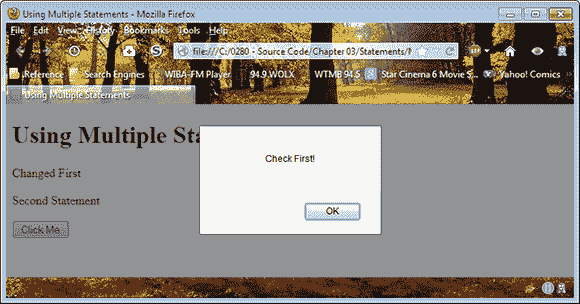 Using Multiple Statements - Mozilla Firefox
File Edit View History Bookmarks Tools Help
file:///C:/0280 - Source Code/Chapter 03/Statements/
Reference Search Engines WIBA-FM Player 94.9 WOLX WTMB 94.5 Star Cinema 6 Movie S... Yahoo! Comics
Using Multiple Statements
Using Multiple Sta
Changed First
Second Statement
Click Me
Check First!
OK